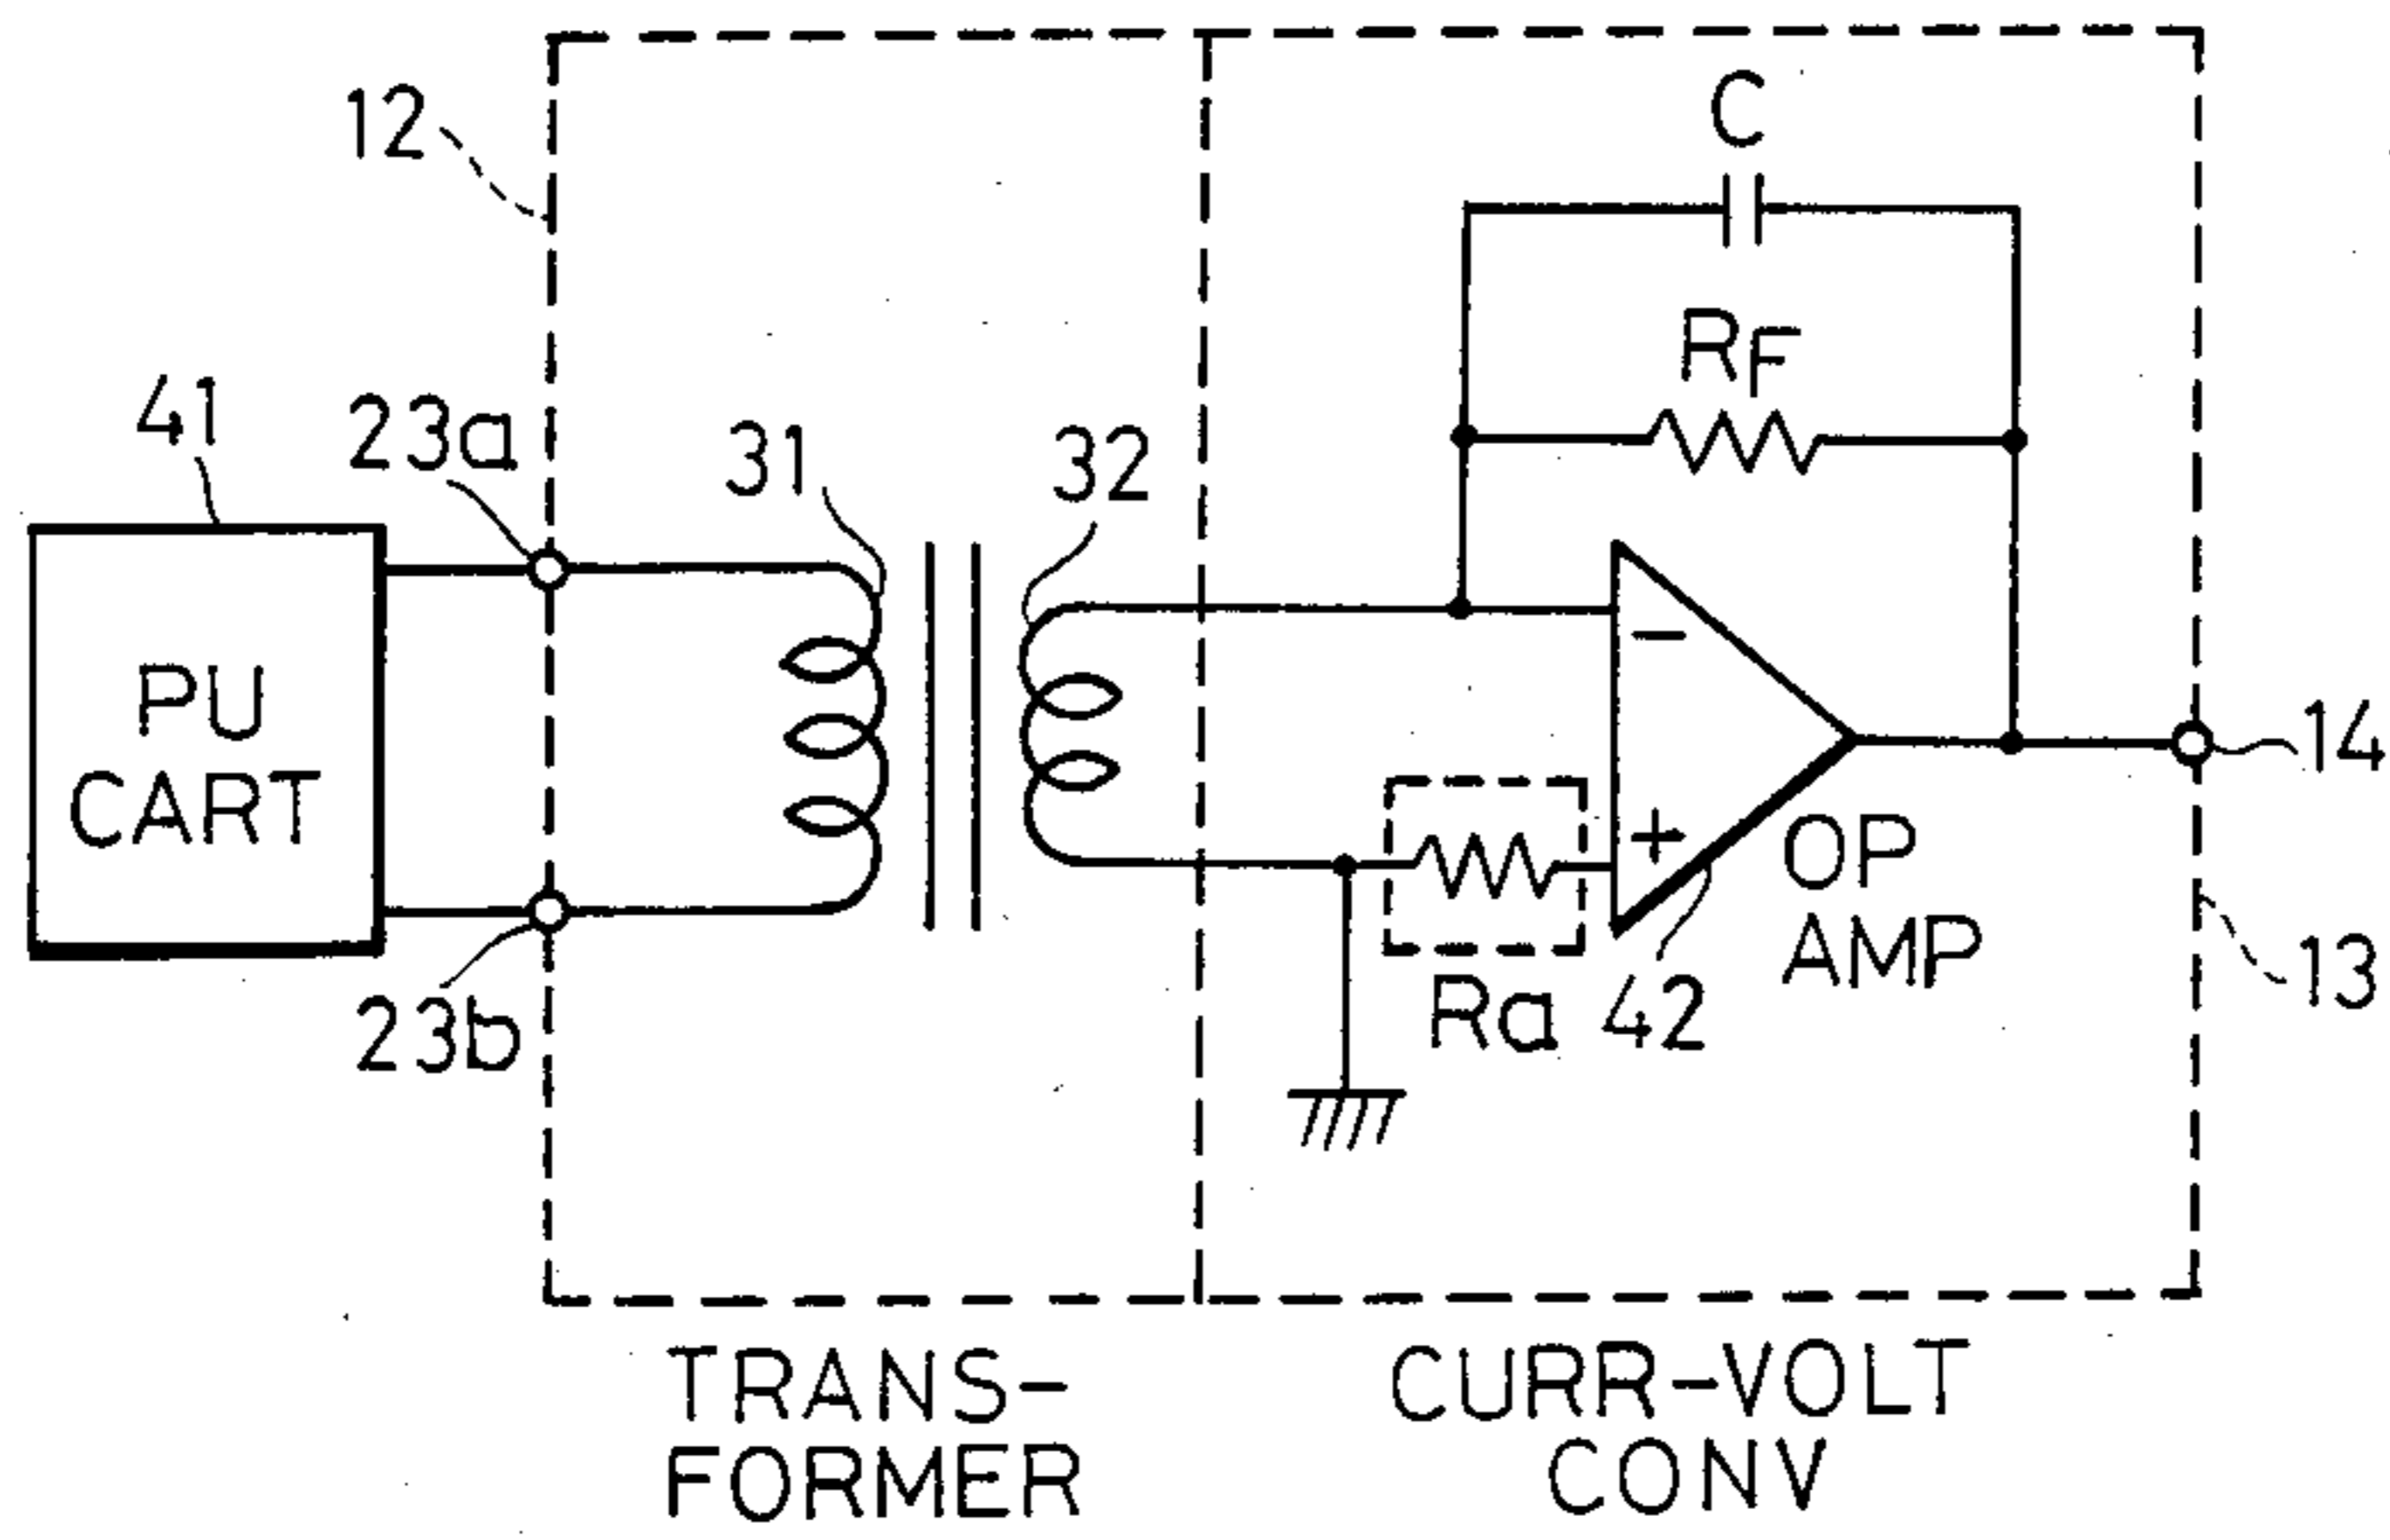 12
C
RF
41
23a
31
32
PU
CART
−
14
+
OP
AMP
13
Ra
42
23b
TRANS-
FORMER
CURR-VOLT
CONV